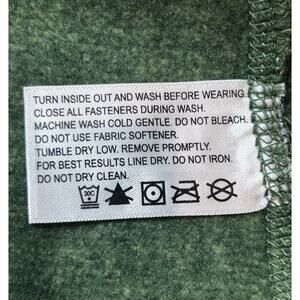 TURN INSIDE OUT AND WASH BEFORE WEARING.
CLOSE ALL FASTENERS DURING WASH.
MACHINE WASH COLD GENTLE. DO NOT BLEACH.
DO NOT USE FABRIC SOFTENER.
TUMBLE DRY LOW. REMOVE PROMPTLY.
FOR BEST RESULTS LINE DRY. DO NOT IRON.
DO NOT DRY CLEAN.
30C